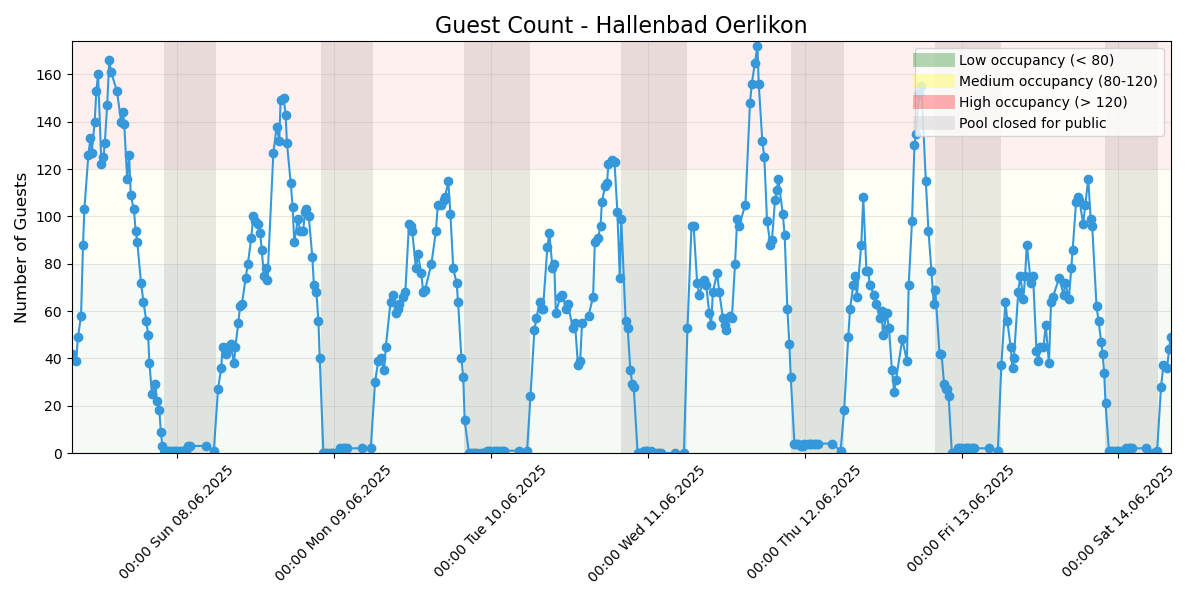 Guest Count - Hallenbad Oerlikon
Number of Guests
160
140
120
100
80
60
40
20
0
Low occupancy (< 80)
Medium occupancy (80-120)
High occupancy (> 120)
Pool closed for public
00:00 Sun 08.06.2025
00:00 Mon 09.06.2025
00:00 Tue 10.06.2025
00:00 Wed 11.06.2025
00:00 Thu 12.06.2025
00:00 Fri 13.06.2025
00:00 Sat 14.06.2025